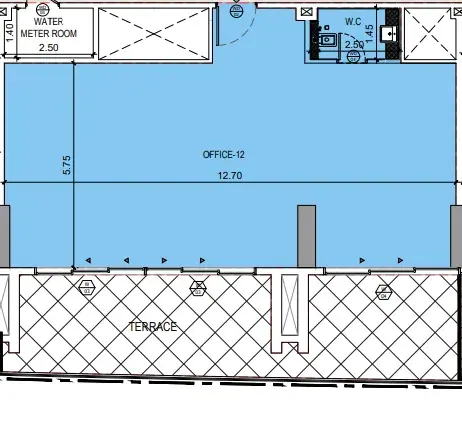 WATER
METER ROOM
2.50
1.40
W.C
2.50
1.45
OFFICE-12
12.70
5.75
TERRACE